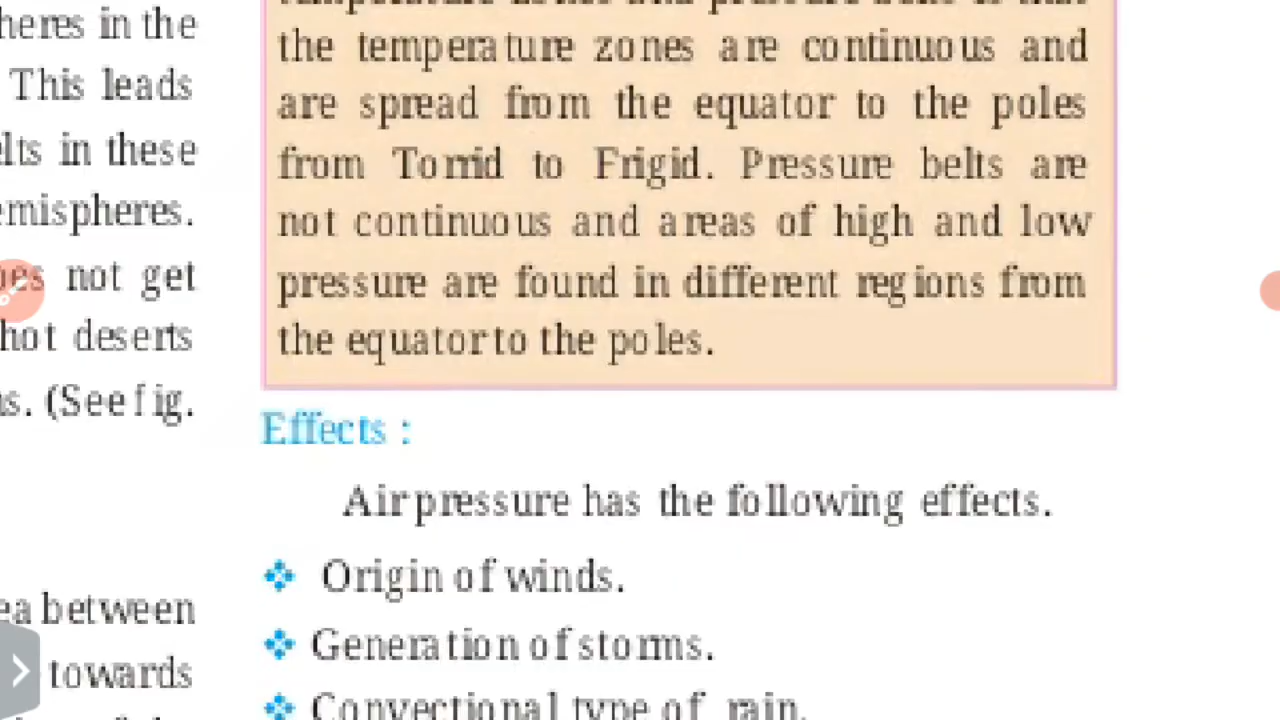 heres in the
This leads
elts in these
emispheres.
not get
hot deserts
(See fig.
between
towards
the temperature zones are continuous and
are spread from the equator to the poles
from Torrid to Frigid. Pressure belts are
not continuous and areas of high and low
pressure are found in different regions from
the equator to the poles.
Effects :
Air pressure has the following effects.
❖ Origin of winds.
❖ Generation of storms.
❖ Convectional type of rain.